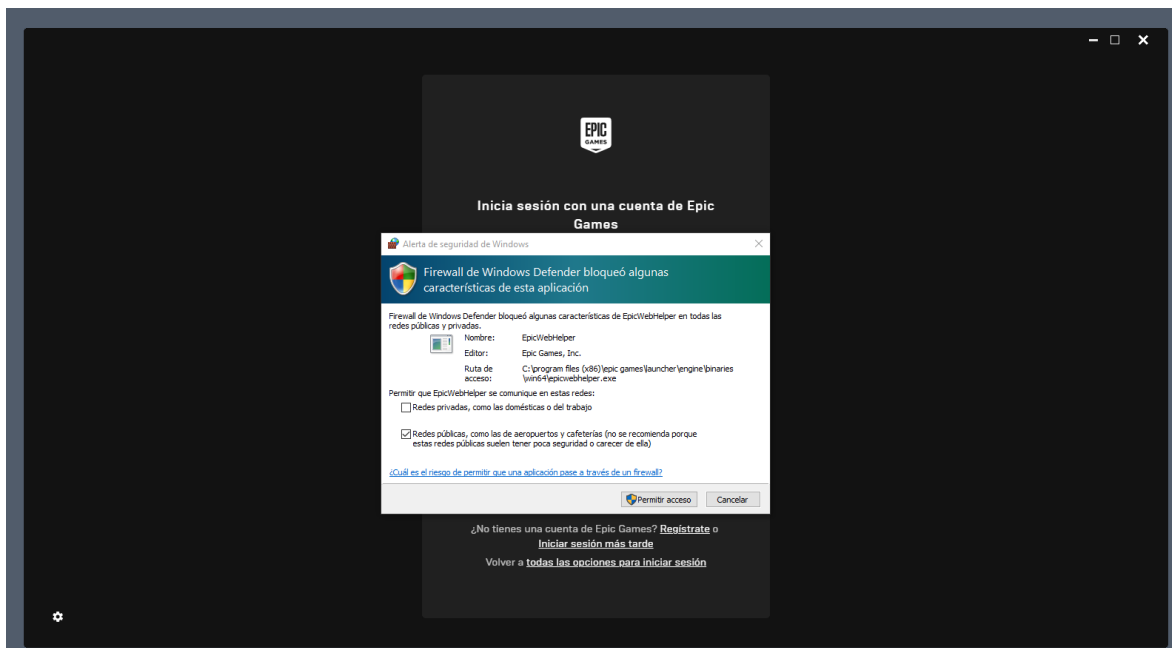 EPIC
GAMES
Inicia sesión con una cuenta de Epic
Games
Alerta de seguridad de Windows
Firewall de Windows Defender bloqueó algunas
características de esta aplicación
Firewall de Windows Defender bloqueó algunas características de EpicWebHelper en todas las
redes públicas y privadas.
Nombre: EpicWebHelper
Editor: Epic Games, Inc.
Ruta de C:\program files (x86)\epic games\launcher\engine\binaries
acceso: \win64\epicwebhelper.exe
Permitir que EpicWebHelper se comunique en estas redes:
Redes privadas, como las domésticas o del trabajo
Redes públicas, como las de aeropuertos y cafeterías (no se recomienda porque
estas redes públicas suelen tener poca seguridad o carecer de ella)
¿Cuál es el riesgo de permitir que una aplicación pase a través de un firewall?
Permitir acceso Cancelar
¿No tienes una cuenta de Epic Games? Regístrate o
Iniciar sesión más tarde
Volver a todas las opciones para iniciar sesión